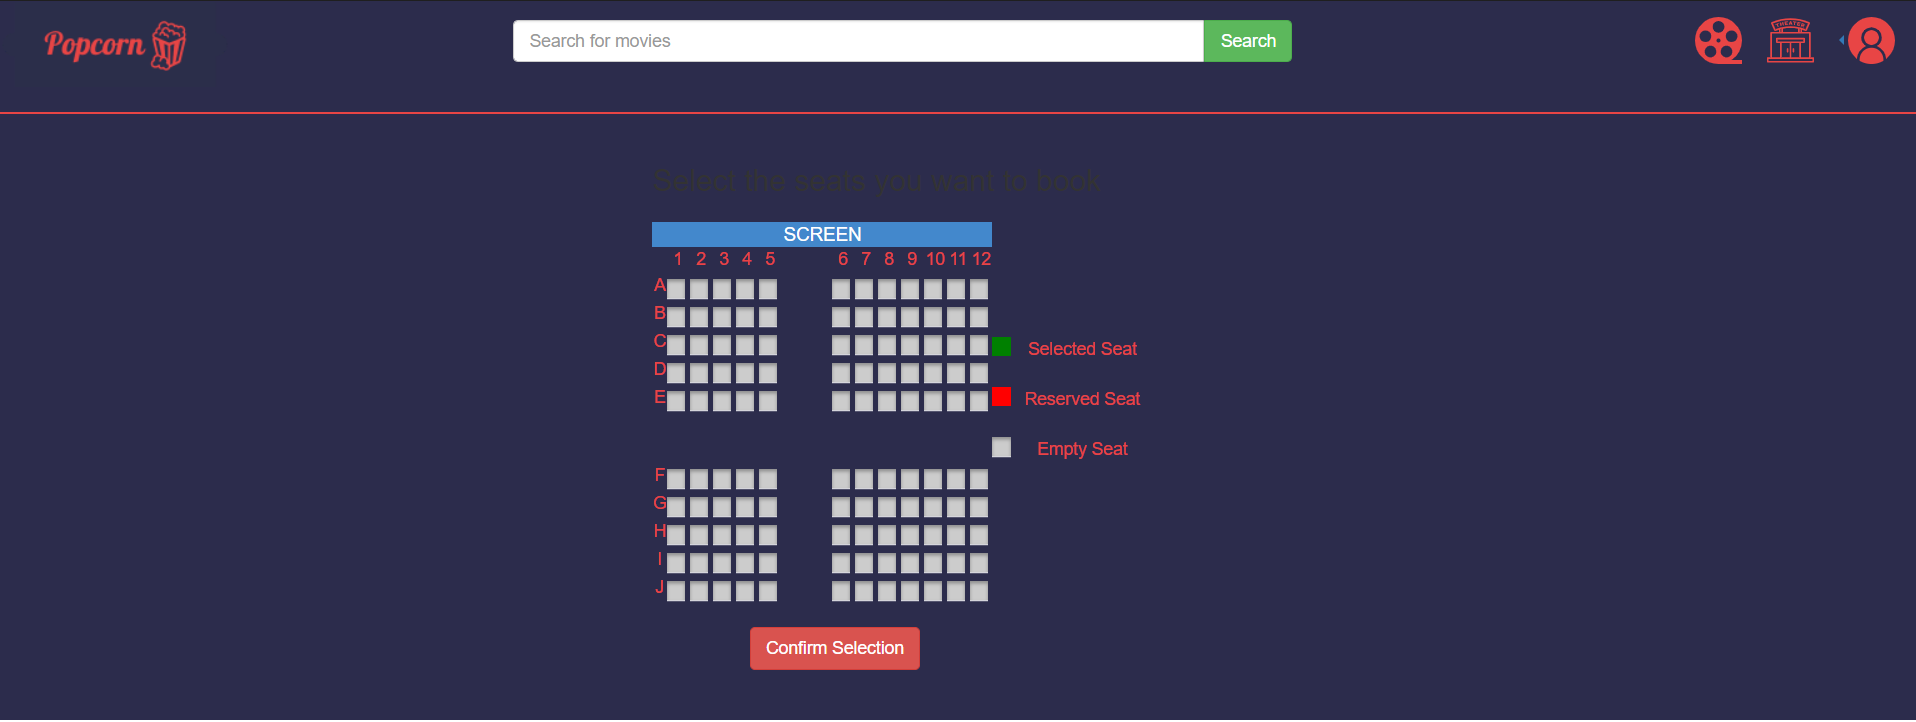 Popcorn
Search for movies
Search
THEATER
Select the seats you want to book
SCREEN
1 2 3 4 5 6 7 8 9 10 11 12
A
B
C
Selected Seat
D
E
Reserved Seat
Empty Seat
F
G
H
I
J
Confirm Selection